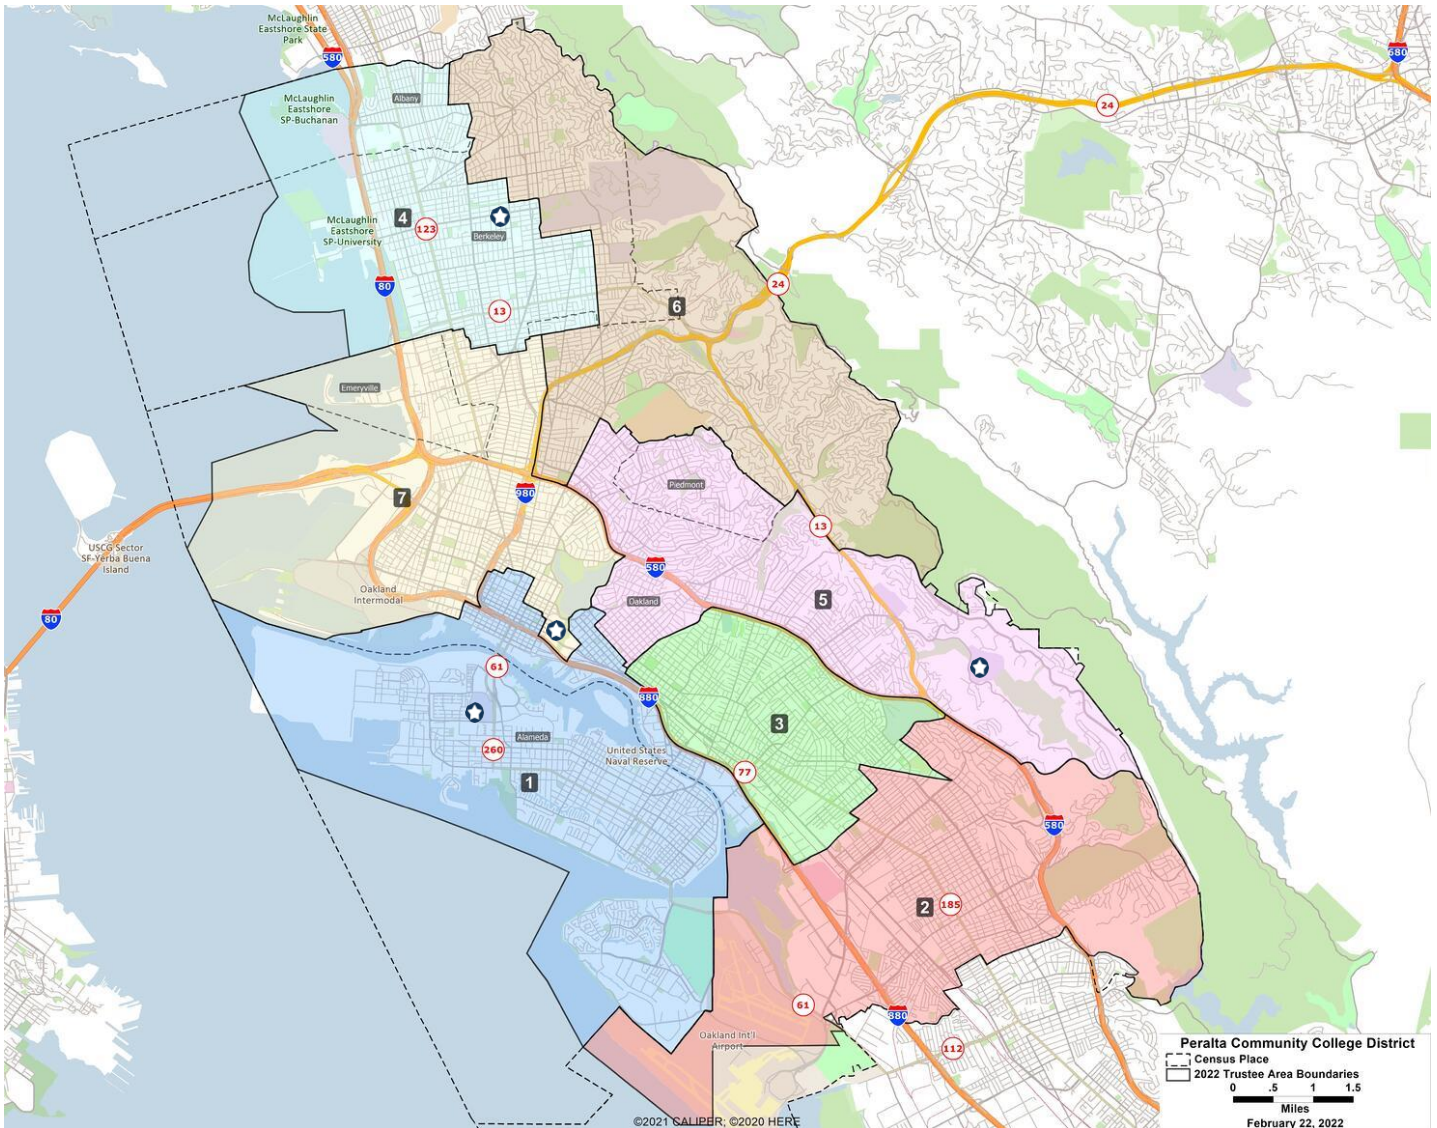 McLaughlin
Eastshore State
Park
580
680
McLaughlin
Eastshore
SP-Buchanan
Albany
24
4
McLaughlin
Eastshore
SP-University
123
Berkeley
80
13
24
6
Emeryville
7
980
Piedmont
USCG Sector
SF-Yerba Buena
Island
13
Oakland
Intermodal
580
80
Oakland
5
61
880
3
260
Alameda
United States
Naval Reserve
77
1
580
2
185
61
880
Oakland Int'l
Airport
112
Peralta Community College District
Census Place
2022 Trustee Area Boundaries
0 .5 1 1.5
Miles
February 22, 2022
©2021 CALIPER; ©2020 HERE